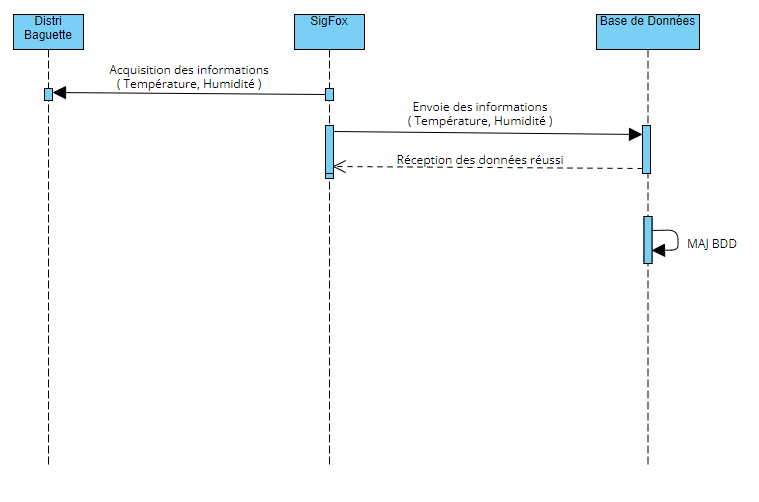 Distri
Baguette
SigFox
Base de Données
Acquisition des informations
( Température, Humidité )
Envoie des informations
( Température, Humidité )
Réception des données réussi
MAJ BDD